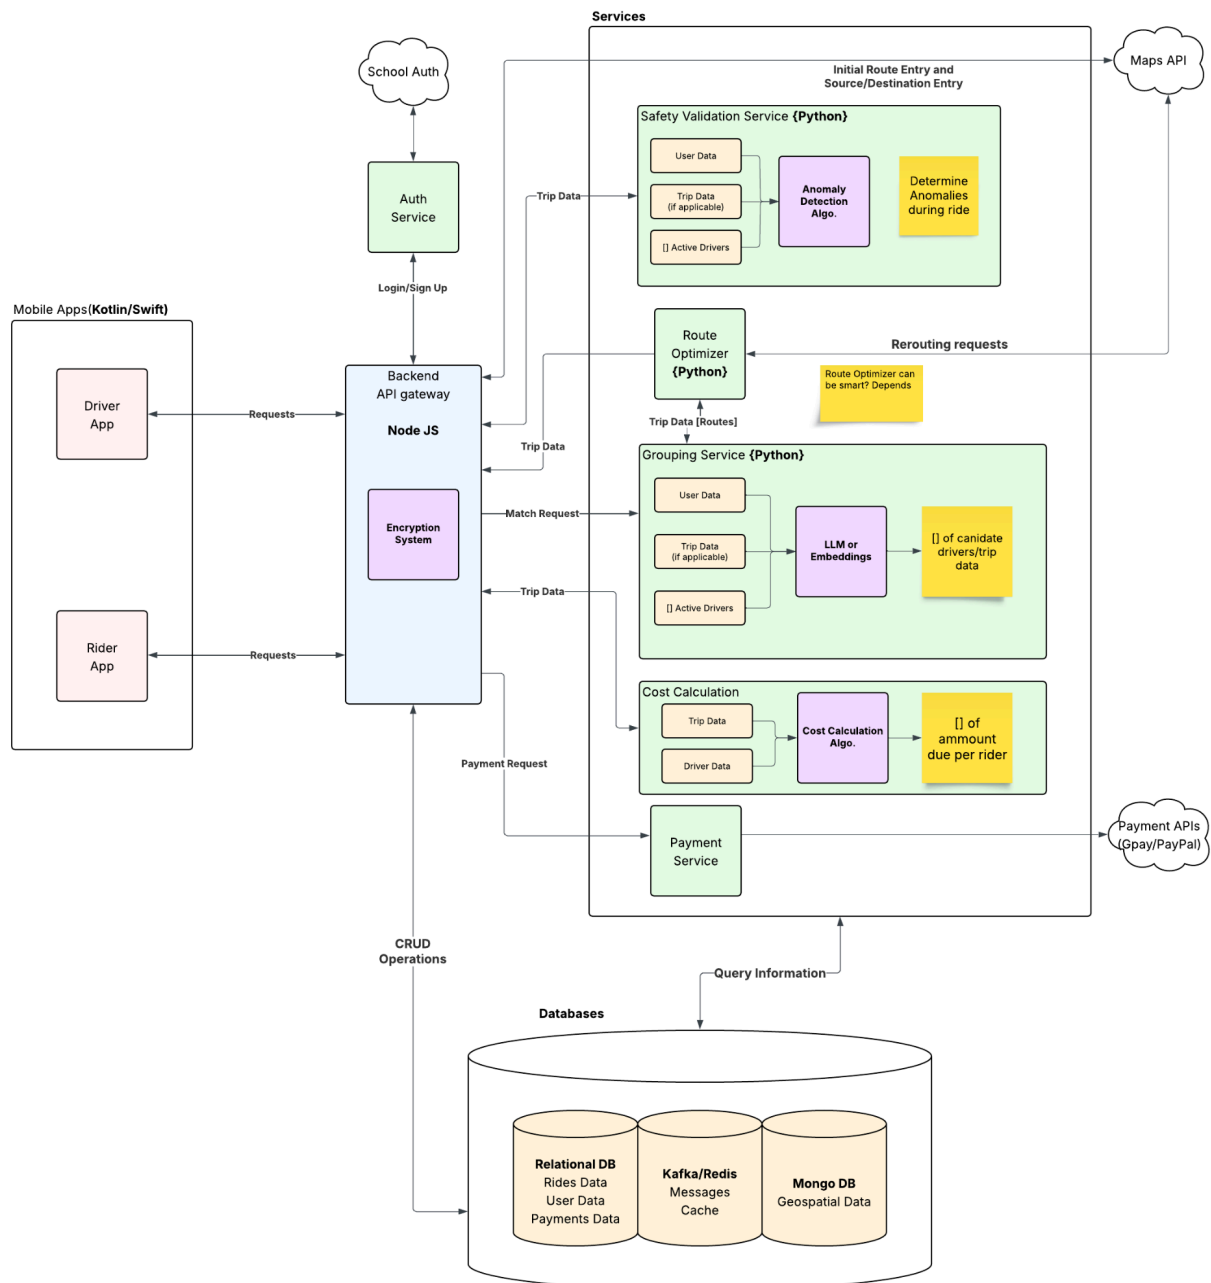 Services
School Auth
Maps API
Initial Route Entry and
Source/Destination Entry
Safety Validation Service {Python}
User Data
Trip Data
(if applicable)
[] Active Drivers
Anomaly
Detection
Algo.
Determine
Anomalies
during ride
Auth
Service
Trip Data
Login/Sign Up
Mobile Apps(Kotlin/Swift)
Driver
App
Requests
Rider
App
Requests
Backend
API gateway
Node JS
Encryption
System
Route
Optimizer
{Python}
Rerouting requests
Route Optimizer can
be smart? Depends
Trip Data [Routes]
Trip Data
Grouping Service {Python}
User Data
Trip Data
(if applicable)
[] Active Drivers
LLM or
Embeddings
[] of canidate
drivers/trip
data
Match Request
Trip Data
Cost Calculation
Trip Data
Driver Data
Cost Calculation
Algo.
[] of
ammount
due per rider
Payment Request
Payment
Service
Payment APIs
(Gpay/PayPal)
CRUD
Operations
Query Information
Databases
Relational DB
Rides Data
User Data
Payments Data
Kafka/Redis
Messages
Cache
Mongo DB
Geospatial Data